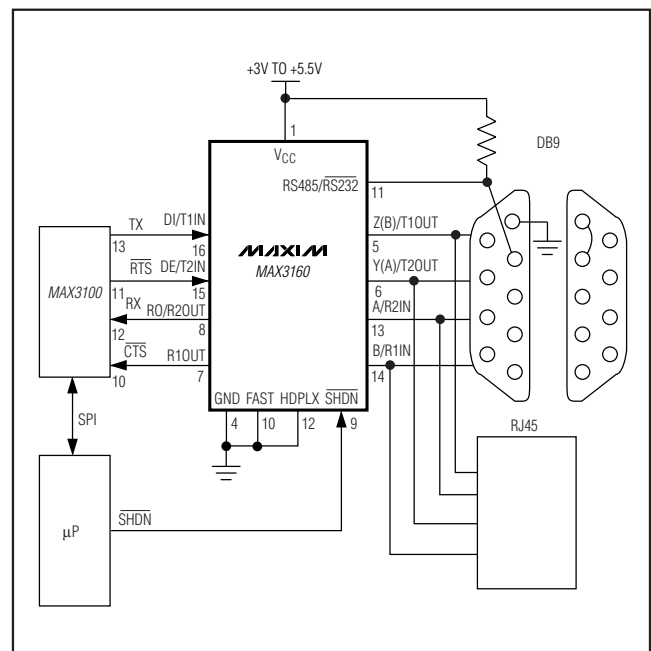 +3V TO +5.5V
1
VCC
DB9
RS485/RS232
11
TX
DI/T1IN
Z(B)/T1OUT
13
16
5
MAXIM
MAX3160
RTS
DE/T2IN
Y(A)/T2OUT
MAX3100
11
15
6
RX
RO/R2OUT
A/R2IN
12
8
13
CTS
R1OUT
B/R1IN
10
7
14
GND FAST HDPLX SHDN
4
10
12
9
SPI
RJ45
SHDN
μP